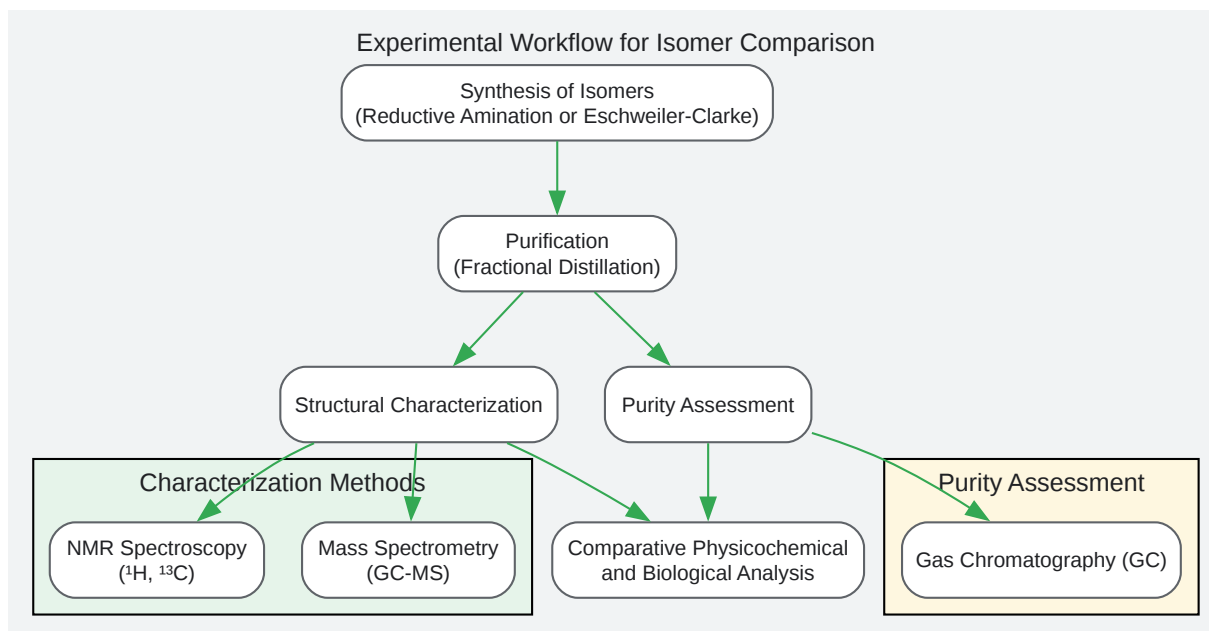 Experimental Workflow for Isomer Comparison
Synthesis of Isomers
(Reductive Amination or Eschweiler-Clarke)
Purification
(Fractional Distillation)
Structural Characterization
Purity Assessment
Characterization Methods
Purity Assessment
NMR Spectroscopy
(¹H, ¹³C)
Mass Spectrometry
(GC-MS)
Comparative Physicochemical
and Biological Analysis
Gas Chromatography (GC)